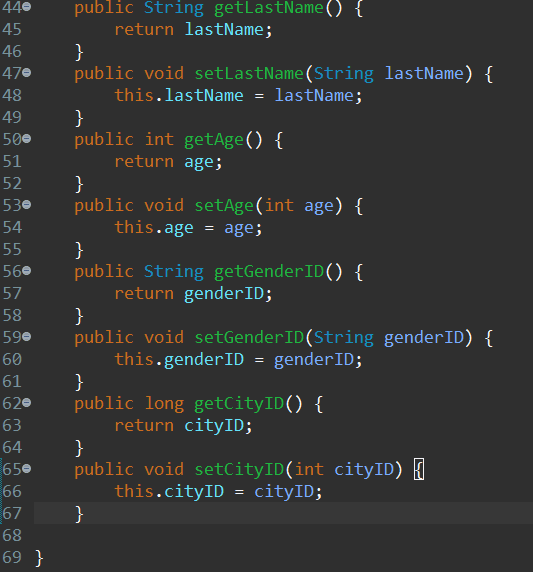 44 public String getLastName() {
45 return lastName;
46 }
47 public void setLastName(String lastName) {
48 this.lastName = lastName;
49 }
50 public int getAge() {
51 return age;
52 }
53 public void setAge(int age) {
54 this.age = age;
55 }
56 public String getGenderID() {
57 return genderID;
58 }
59 public void setGenderID(String genderID) {
60 this.genderID = genderID;
61 }
62 public long getCityID() {
63 return cityID;
64 }
65 public void setCityID(int cityID) {
66 this.cityID = cityID;
67 }
68
69 }